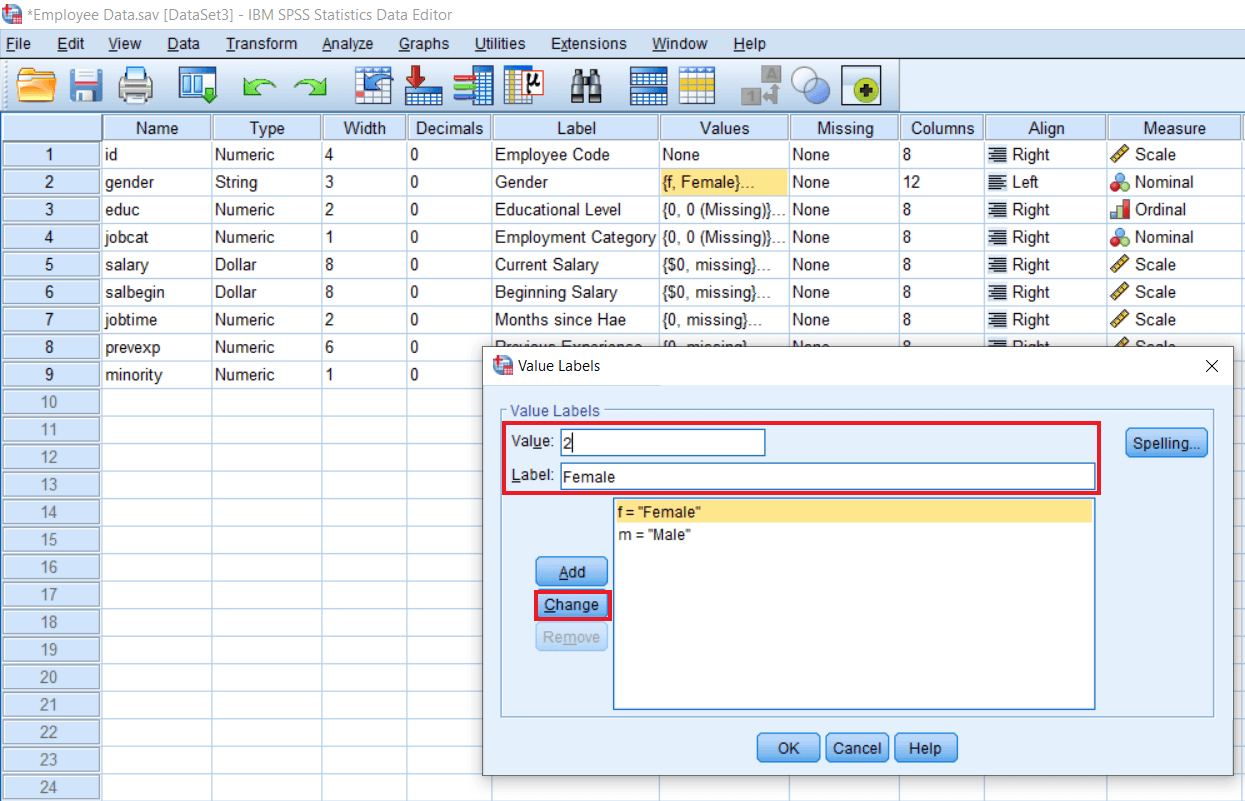 *Employee Data.sav [DataSet3] - IBM SPSS Statistics Data Editor
File Edit View Data Transform Analyze Graphs Utilities Extensions Window Help
Name Type Width Decimals Label Values Missing Columns Align Measure
1 id Numeric 4 0 Employee Code None None 8 Right Scale
2 gender String 3 0 Gender {f, Female}... None 12 Left Nominal
3 educ Numeric 2 0 Educational Level {0, 0 (Missing)}... None 8 Right Ordinal
4 jobcat Numeric 1 0 Employment Category {0, 0 (Missing)}... None 8 Right Nominal
5 salary Dollar 8 0 Current Salary {$0, missing}... None 8 Right Scale
6 salbegin Dollar 8 0 Beginning Salary {$0, missing}... None 8 Right Scale
7 jobtime Numeric 2 0 Months since Hae {0, missing}... None 8 Right Scale
8 prevexp Numeric 6 0 Previous Experience {0, missing}... None 8 Right Scale
9 minority Numeric 1 0
10
11
12
13
14
15
16
17
18
19
20
21
22
23
24
Value Labels
Value Labels
Value: 2
Spelling...
Label: Female
f = "Female"
m = "Male"
Add
Change
Remove
OK Cancel Help